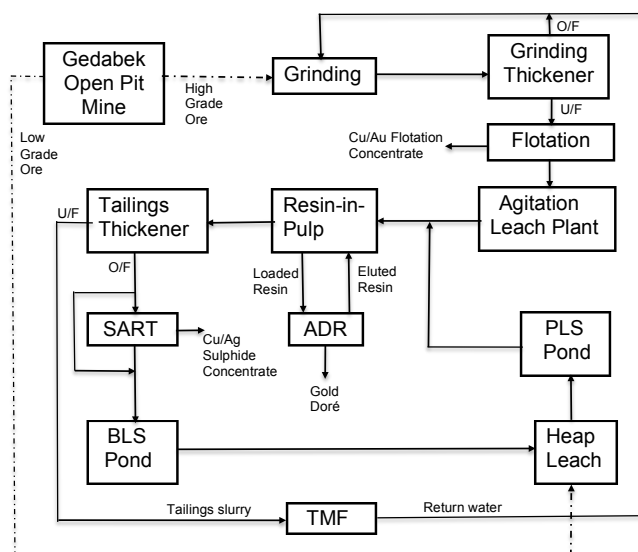 O/F
Gedabek
Open Pit
Mine
High
Grade
Ore
Grinding
Grinding
Thickener
U/F
Low
Grade
Ore
Cu/Au Flotation
Concentrate
Flotation
U/F
Tailings
Thickener
Resin-in-
Pulp
Agitation
Leach Plant
O/F
Loaded
Resin
Eluted
Resin
SART
Cu/Ag
Sulphide
Concentrate
ADR
PLS
Pond
Gold
Doré
BLS
Pond
Heap
Leach
Tailings slurry
TMF
Return water